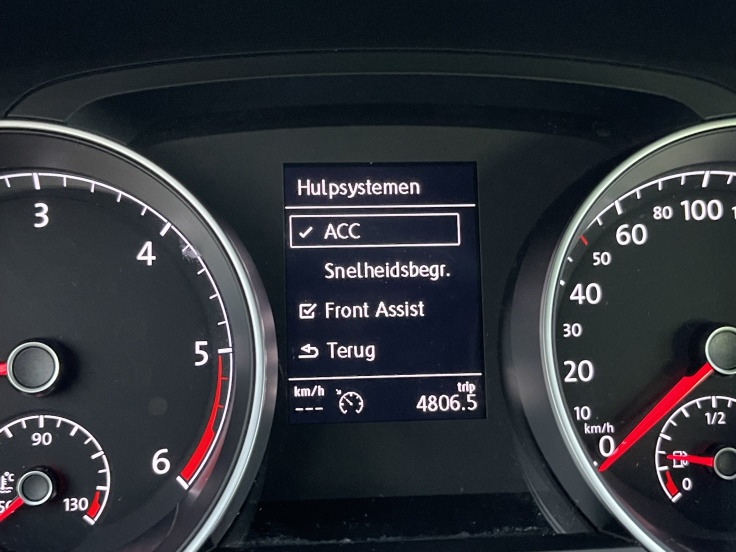 Hulpsystemen
✓ ACC
Snelheidsbegr.
Front Assist
Terug
km/h
---
trip
4806.5
3
4
5
6
90
130
°C
10
20
30
40
50
60
80
100
km/h
0
1/2
0